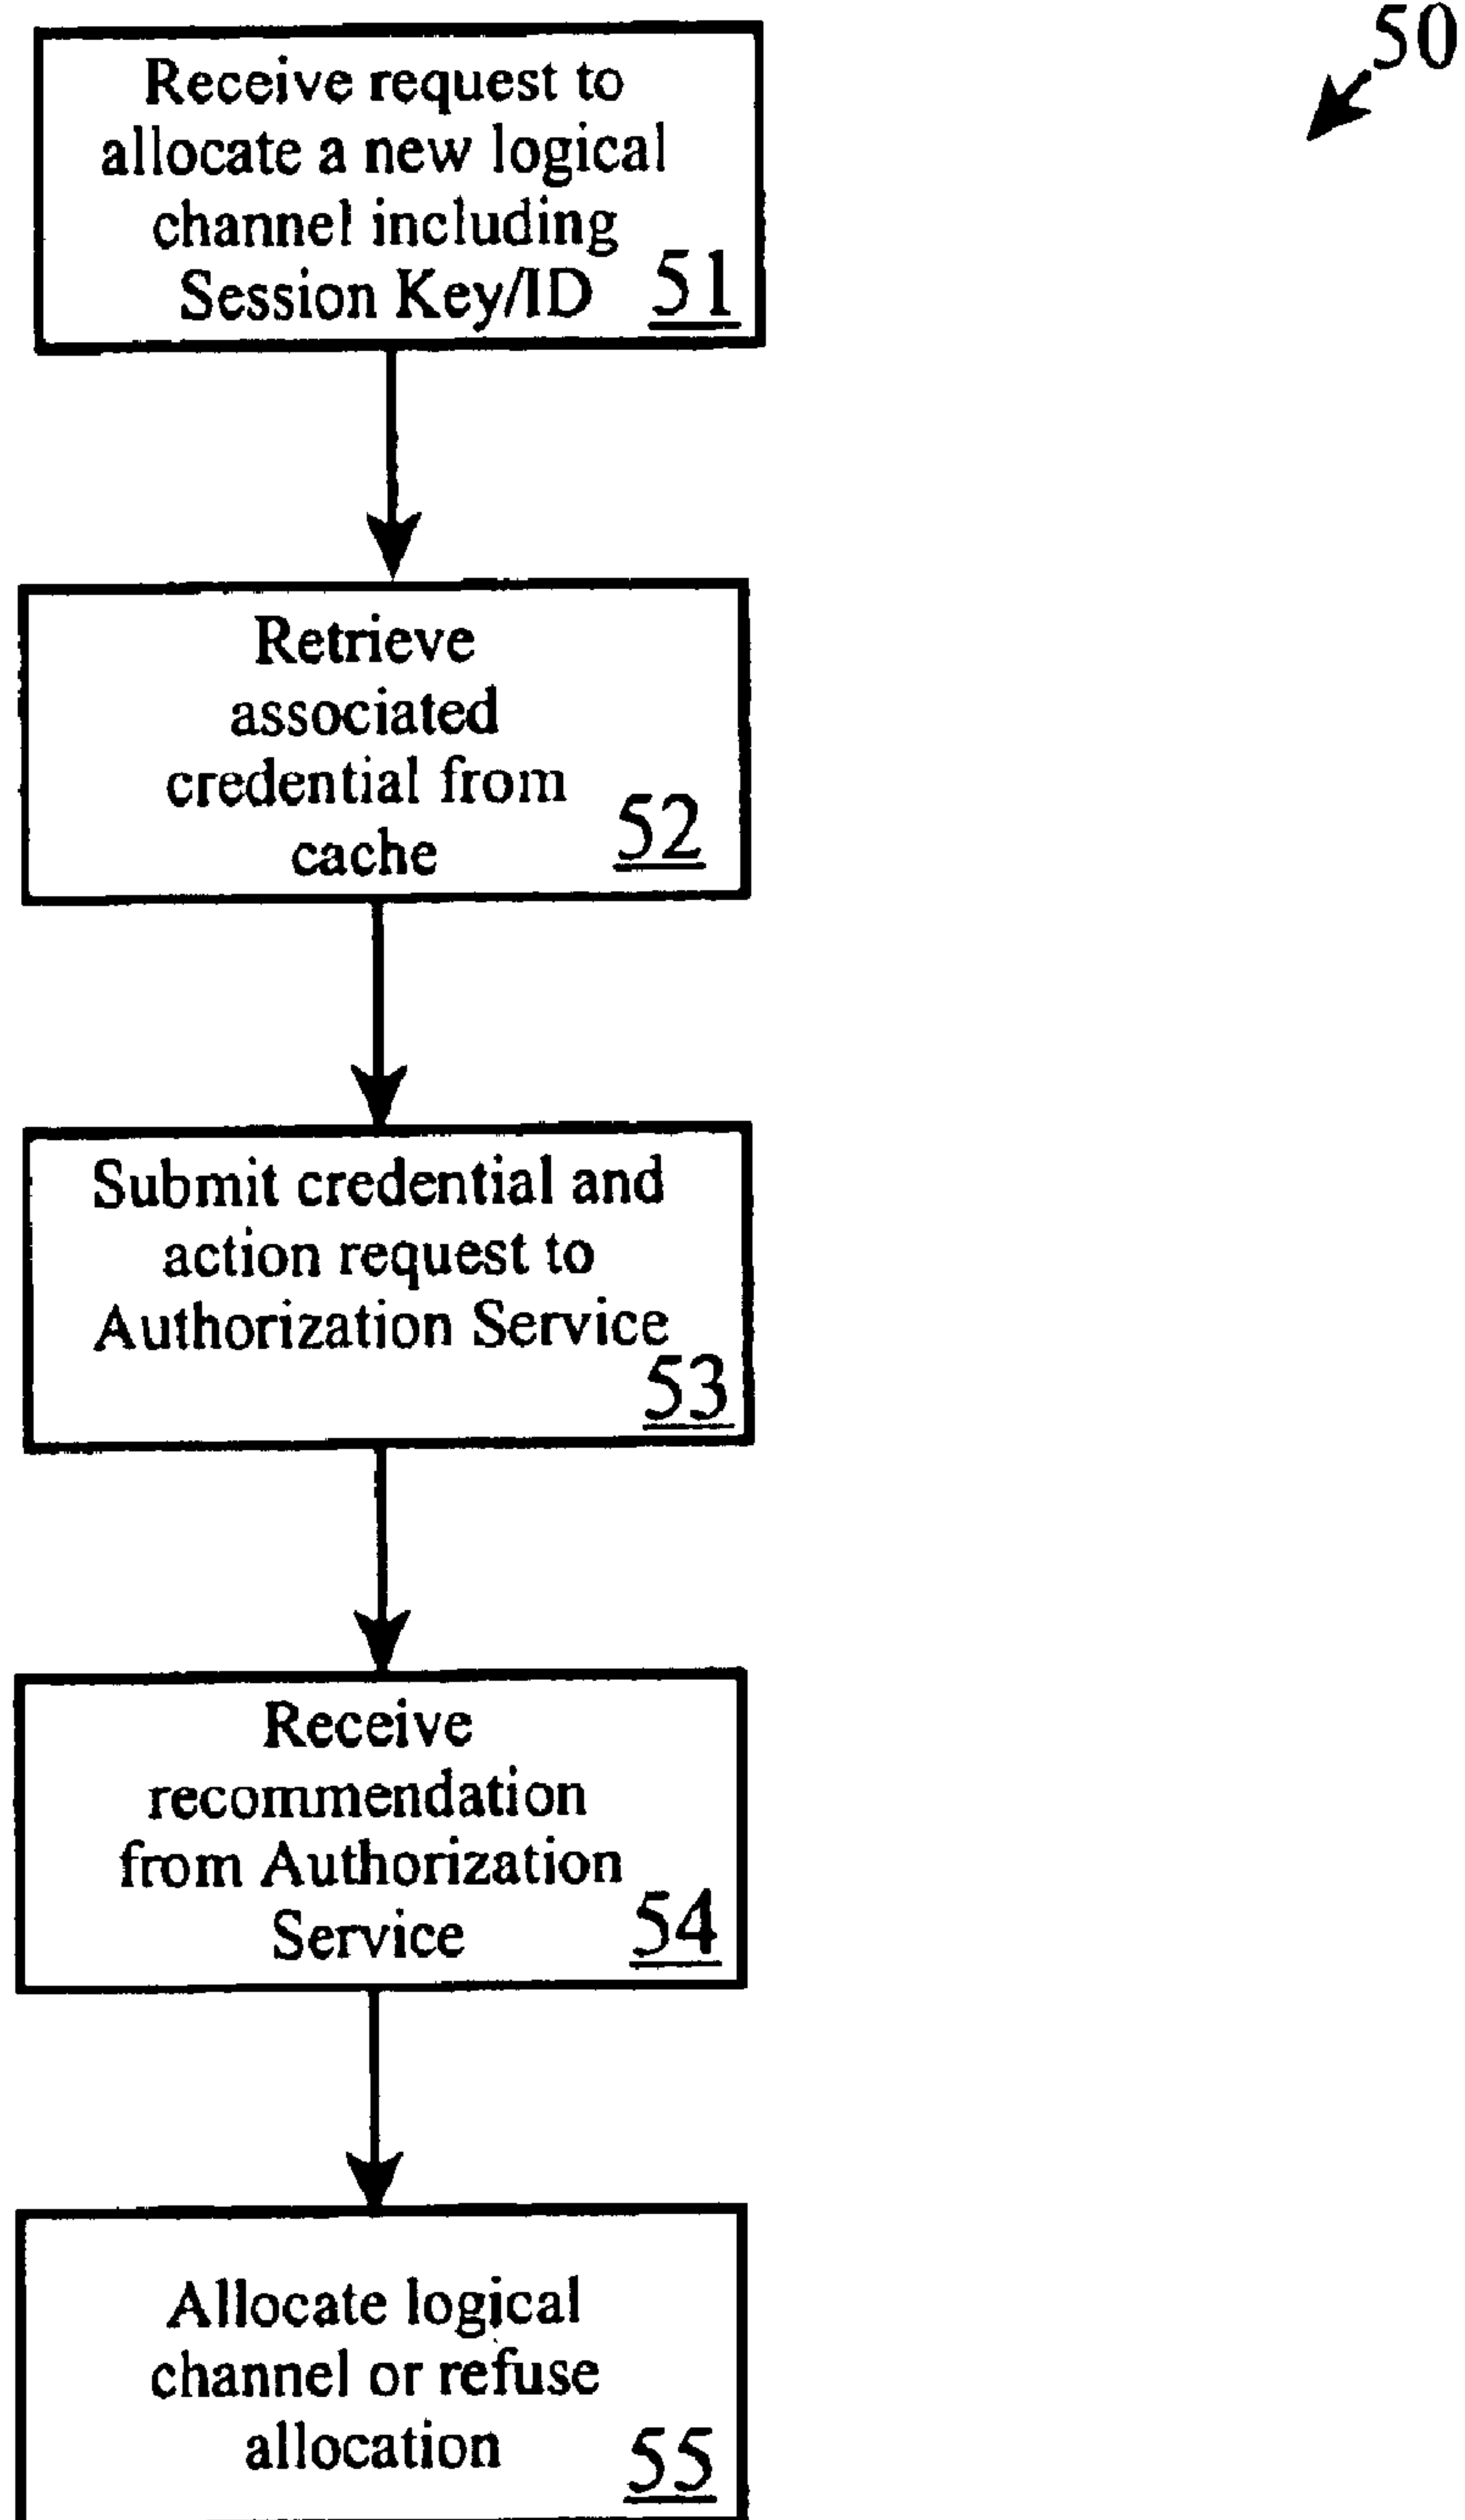 50
Receive request to
allocate a new logical
channel including
Session Key/ID 51
Retrieve
associated
credential from
cache 52
Submit credential and
action request to
Authorization Service
53
Receive
recommendation
from Authorization
Service 54
Allocate logical
channel or refuse
allocation 55